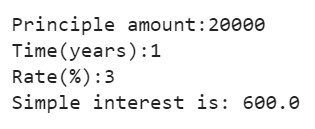 Principle amount:20000
Time(years):1
Rate(%):3
Simple interest is: 600.0